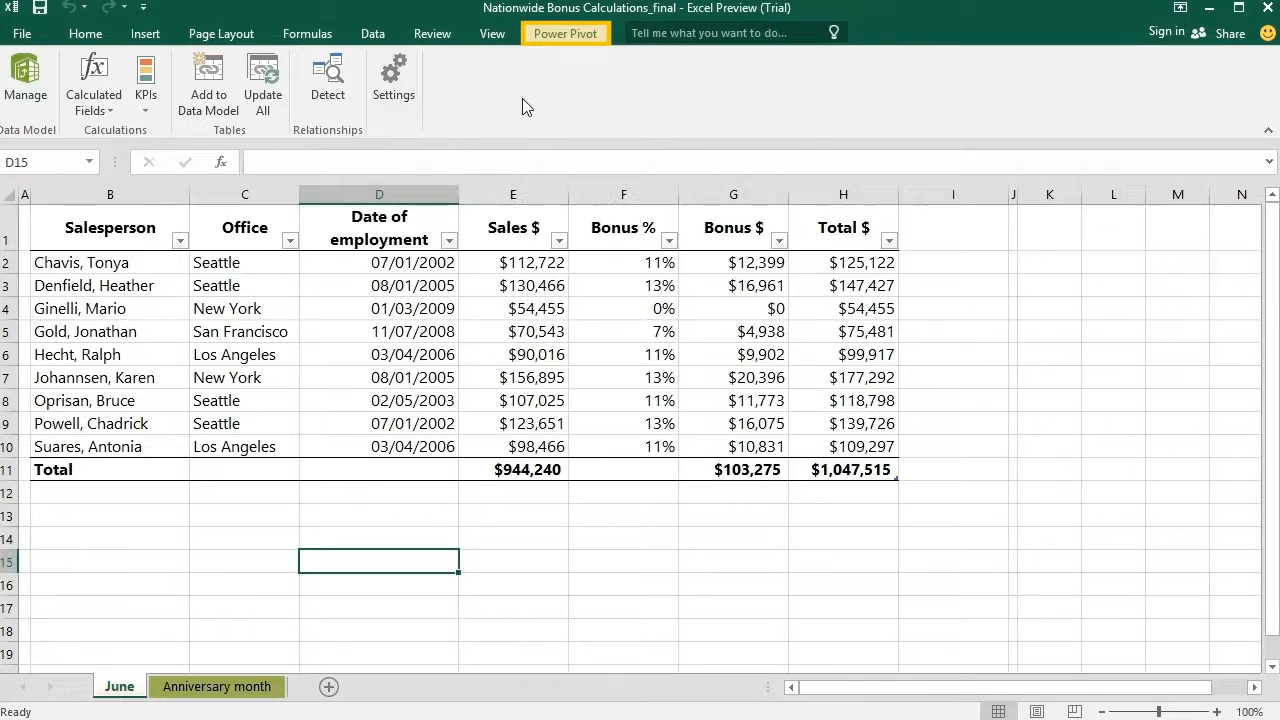 Nationwide Bonus Calculations_final - Excel Preview (Trial)
File Home Insert Page Layout Formulas Data Review View Power Pivot Tell me what you want to do... Sign in Share
Manage Calculated Fields KPIs Add to Data Model Update All Detect Settings
Data Model Calculations Tables Relationships
D15 fx
A B C D E F G H I J K L M N
1 Salesperson Office Date of employment Sales $ Bonus % Bonus $ Total $
2 Chavis, Tonya Seattle 07/01/2002 $112,722 11% $12,399 $125,122
3 Denfield, Heather Seattle 08/01/2005 $130,466 13% $16,961 $147,427
4 Ginelli, Mario New York 01/03/2009 $54,455 0% $0 $54,455
5 Gold, Jonathan San Francisco 11/07/2008 $70,543 7% $4,938 $75,481
6 Hecht, Ralph Los Angeles 03/04/2006 $90,016 11% $9,902 $99,917
7 Johannsen, Karen New York 08/01/2005 $156,895 13% $20,396 $177,292
8 Oprisan, Bruce Seattle 02/05/2003 $107,025 11% $11,773 $118,798
9 Powell, Chadrick Seattle 07/01/2002 $123,651 13% $16,075 $139,726
10 Suares, Antonia Los Angeles 03/04/2006 $98,466 11% $10,831 $109,297
11 Total $944,240 $103,275 $1,047,515
12
13
14
15
16
17
18
19
June Anniversary month
Ready 100%